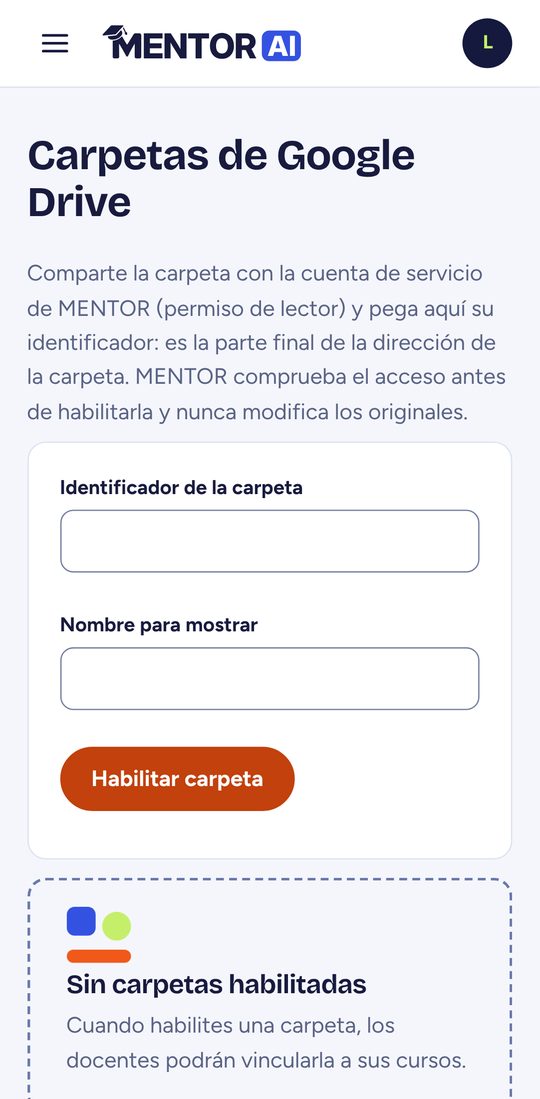 MENTOR AI
L
Carpetas de Google
Drive
Comparte la carpeta con la cuenta de servicio
de MENTOR (permiso de lector) y pega aquí su
identificador: es la parte final de la dirección de
la carpeta. MENTOR comprueba el acceso antes
de habilitarla y nunca modifica los originales.
Identificador de la carpeta
Nombre para mostrar
Habilitar carpeta
Sin carpetas habilitadas
Cuando habilites una carpeta, los
docentes podrán vincularla a sus cursos.